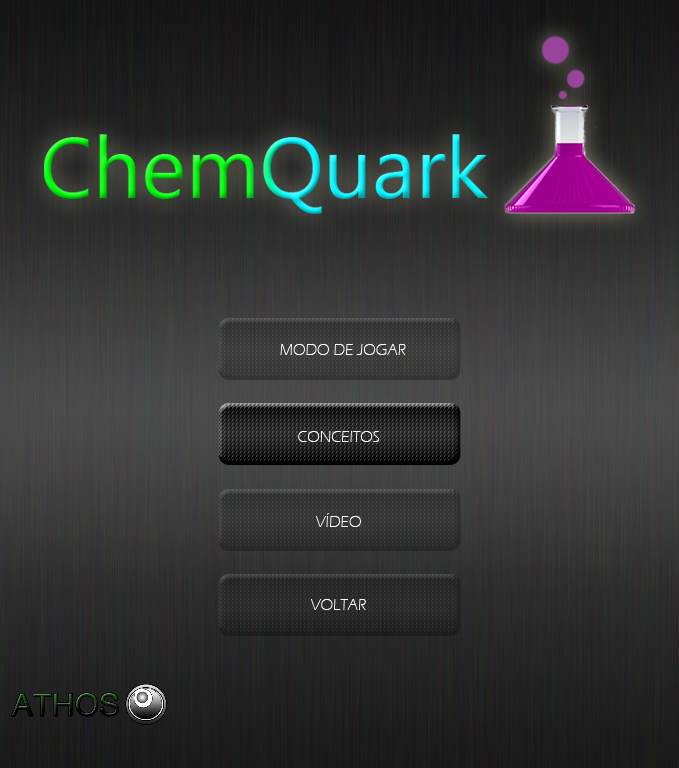 ChemQuark
MODO DE JOGAR
CONCEITOS
VÍDEO
VOLTAR
ATHOS